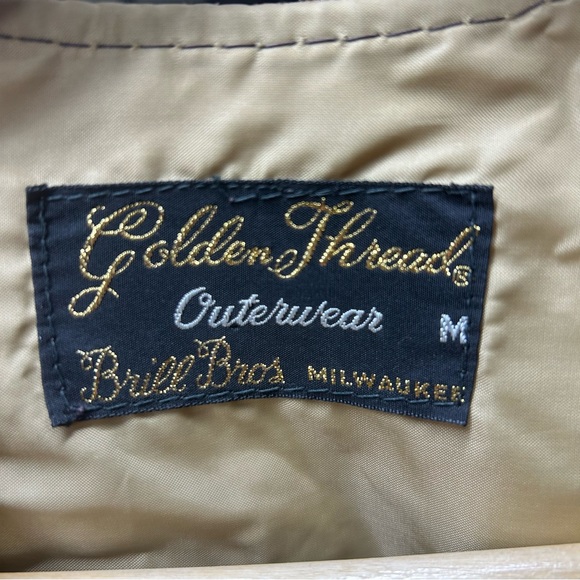 Golden Thread®
Outerwear M
Brill Bros MILWAUKEE